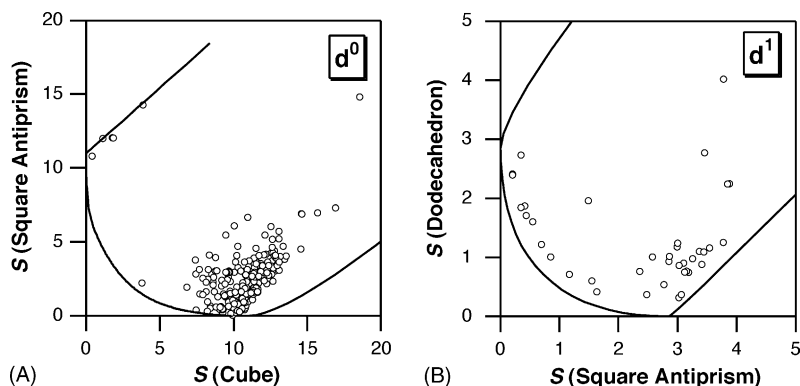 20
15
10
5
0
S (Square Antiprism)
d⁰
0 5 10 15 20
S (Cube)
(A)
5
4
3
2
1
0
S (Dodecahedron)
d¹
0 1 2 3 4 5
S (Square Antiprism)
(B)